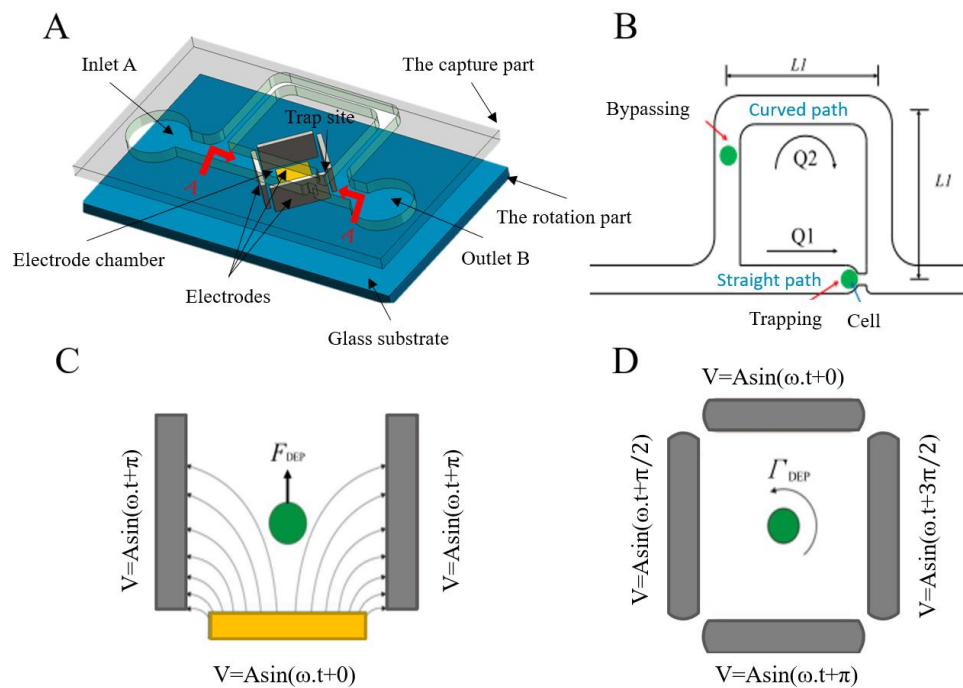 A
Inlet A
The capture part
Trap site
A
A
The rotation part
Electrode chamber
Outlet B
Electrodes
Glass substrate
B
L1
Bypassing
Curved path
Q2
L1
Q1
Straight path
Trapping
Cell
C
V=Asin(ω.t+π)
FDEP
V=Asin(ω.t+π)
V=Asin(ω.t+0)
D
V=Asin(ω.t+0)
V=Asin(ω.t+π/2)
ΓDEP
V=Asin(ω.t+3π/2)
V=Asin(ω.t+π)